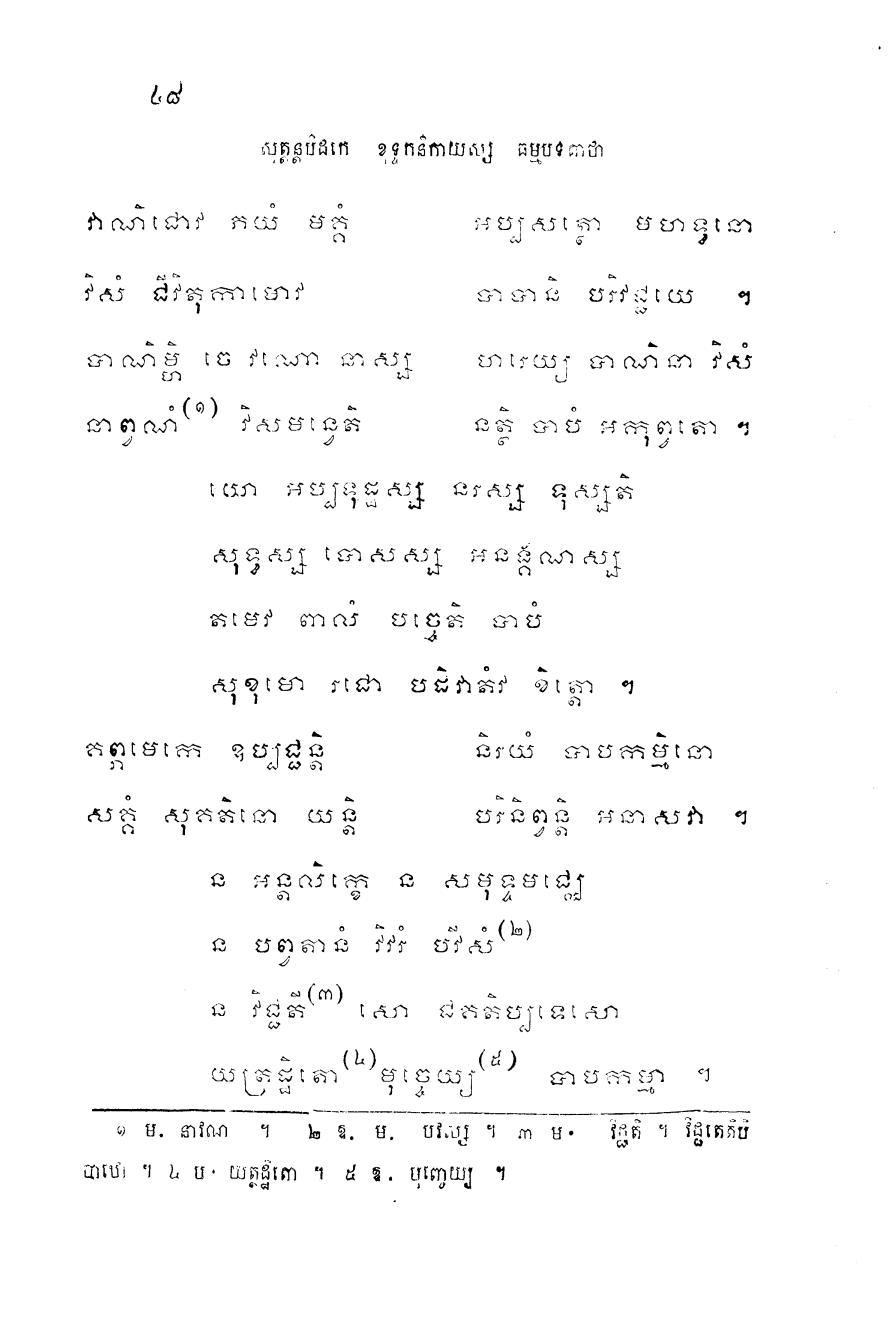 ៤៨
សុត្តន្តបិដកេ ខុទ្ទកនិកាយស្ស ធម្មបទគាថា
វាណិជោវ ភយំ មគ្គំ អប្បសត្ថោ មហទ្ធនោ
វិសំ ជីវិតុកាមោវ បាបានិ បរិវជ្ជយេ ។
បាណិម្ហិ ចេ វណោ នាស្ស ហរេយ្យ បាណិនា វិសំ
នាព្វណំ(១) វិសមន្វេតិ នត្ថិ បាបំ អកុព្វតោ ។
យោ អប្បទុដ្ឋស្ស នរស្ស ទុស្សតិ
សុទ្ធស្ស បោសស្ស អនង្គណស្ស
តមេវ ពាលំ បច្ចេតិ បាបំ
សុខុមោ រជោ បដិវាតំវ ខិត្តោ ។
គព្ភមេកេ ឧប្បជ្ជន្តិ និរយំ បាបកម្មិនោ
សគ្គំ សុគតិនោ យន្តិ បរិនិព្វន្តិ អនាសវា ។
ន អន្តលិក្ខេ ន សមុទ្ទមជ្ឈេ
ន បព្វតានំ វិវរំ បវីសំ(២)
ន វិជ្ជតី(៣) សោ ជគតិប្បទេសោ
យត្រដ្ឋិតោ(៤)មុច្ចេយ្យ(៥) បាបកម្មា ។
១ ម. នាវណ ។ ២ ឱ. ម. បវិស្ស ។ ៣ ម. វិជ្ជតិ ។ វិជ្ជតេតិបិ
បាឋោ ។ ៤ ម. យត្ថដ្ឋិតោ ។ ៥ ឱ. មុញ្ចេយ្យ ។